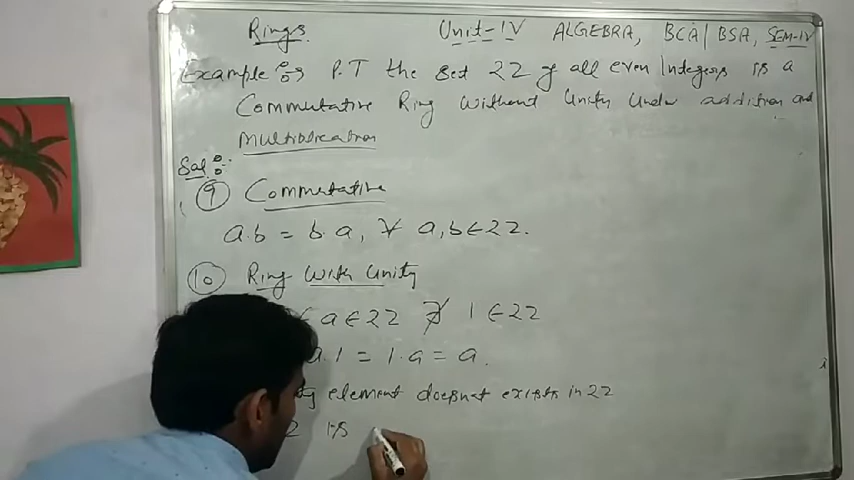 Rings. Unit-IV ALGEBRA, BCA/BSA, SEM-IV
Example:→ P.T the set 2Z of all even Integers is a
Commutative Ring without Unity Under addition and
Multiplication
Sol:-
⑨ Commutative
a.b = b.a, ∀ a,b∈2Z.
⑩ Ring With Unity
a∈2Z ∄ 1∈2Z
a.1 = 1.a = a.
element doesnot exists in 2Z
is